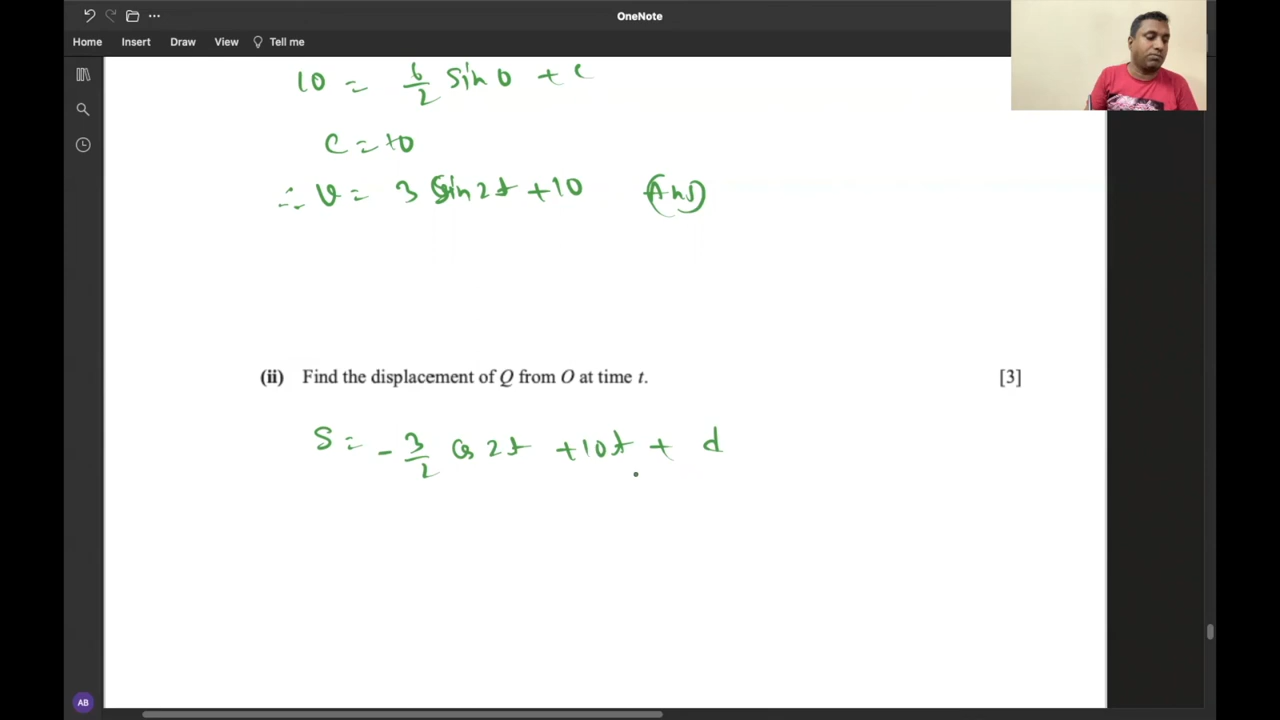 OneNote
Home Insert Draw View Tell me
10 = 6/2 sin 0 + c
c = 10
∴ v = 3 sin 2t + 10 (Ans)
(ii) Find the displacement of Q from O at time t. [3]
S = - 3/2 cos 2t + 10t + d
AB